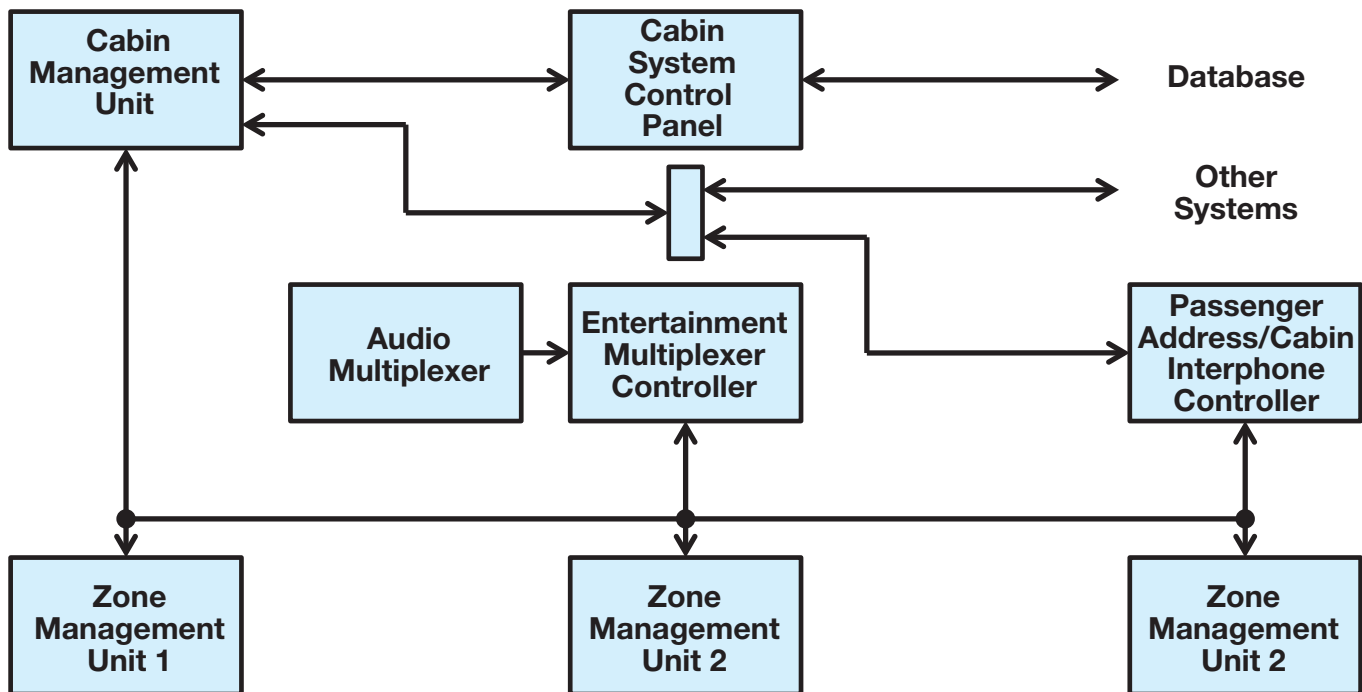 Cabin
Management
Unit
Cabin
System
Control
Panel
Database
Other
Systems
Audio
Multiplexer
Entertainment
Multiplexer
Controller
Passenger
Address/Cabin
Interphone
Controller
Zone
Management
Unit 1
Zone
Management
Unit 2
Zone
Management
Unit 2